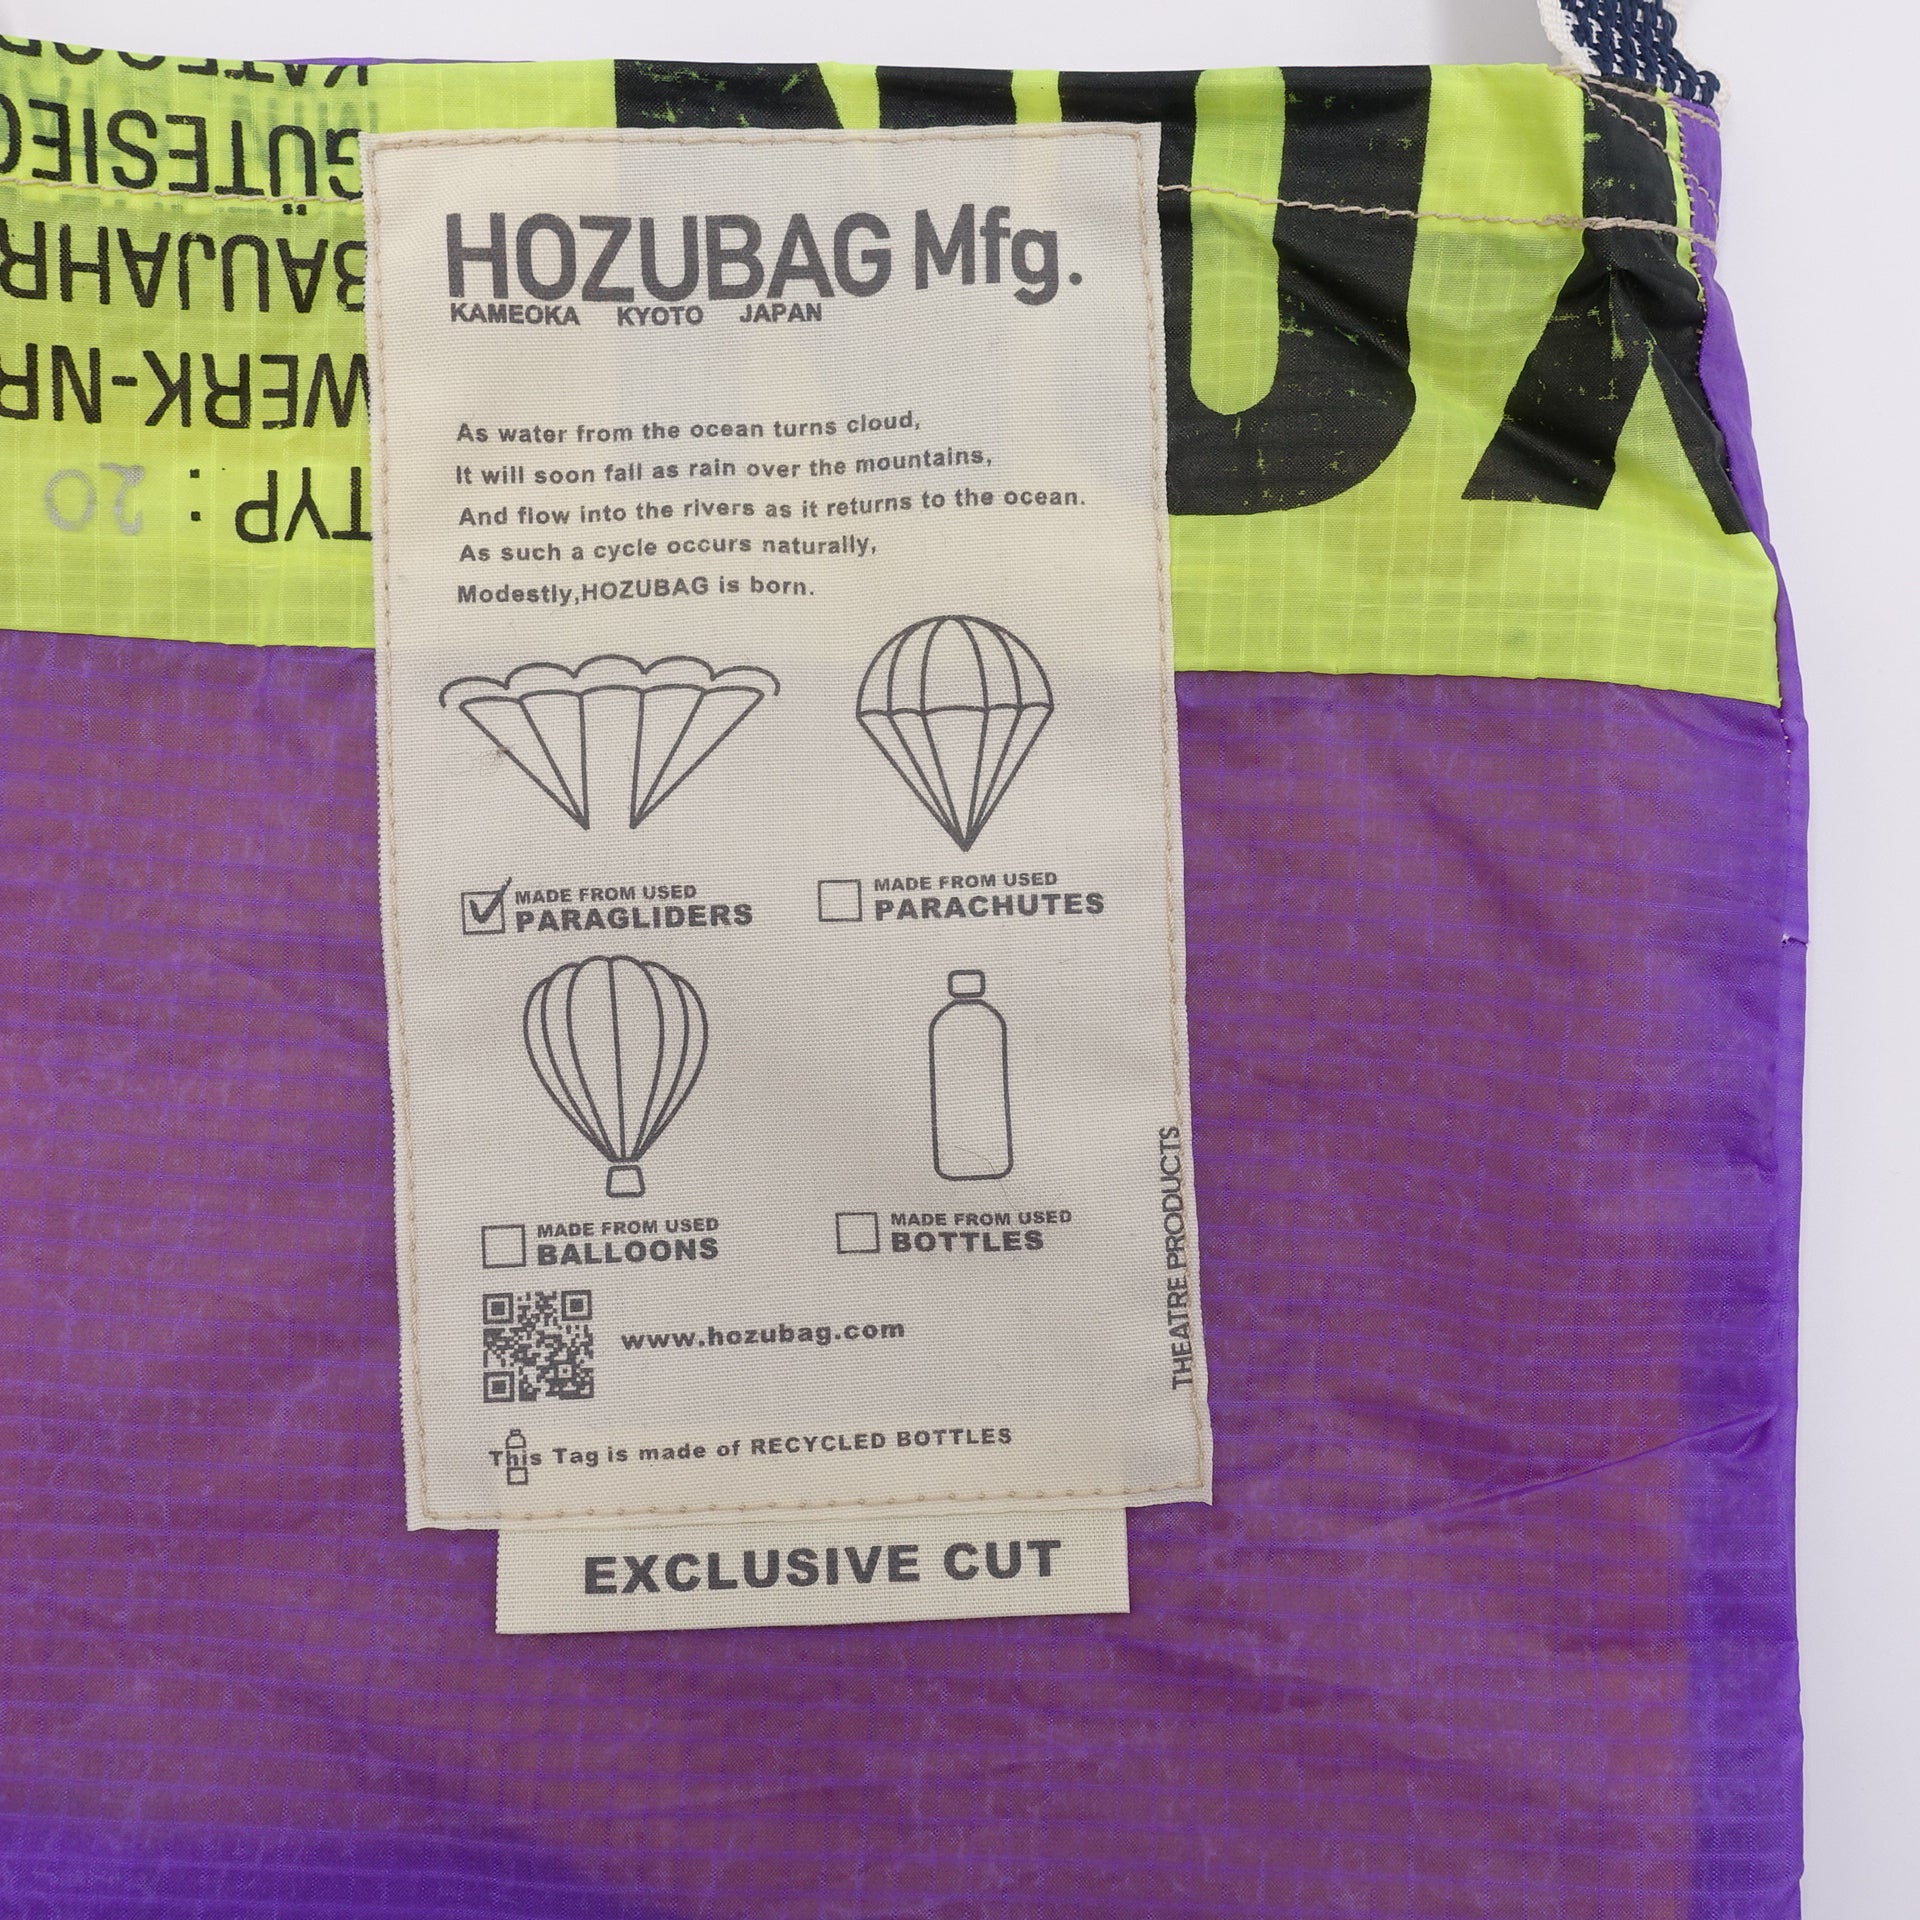 KATEGOR
GÜTESIEG
BAUJAHR
WERK-NR
TYP : 20
HOZUBAG Mfg.
KAMEOKA KYOTO JAPAN
As water from the ocean turns cloud,
It will soon fall as rain over the mountains,
And flow into the rivers as it returns to the ocean.
As such a cycle occurs naturally,
Modestly,HOZUBAG is born.
MADE FROM USED
PARAGLIDERS
MADE FROM USED
PARACHUTES
MADE FROM USED
BALLOONS
MADE FROM USED
BOTTLES
www.hozubag.com
THEATRE PRODUCTS
This Tag is made of RECYCLED BOTTLES
EXCLUSIVE CUT